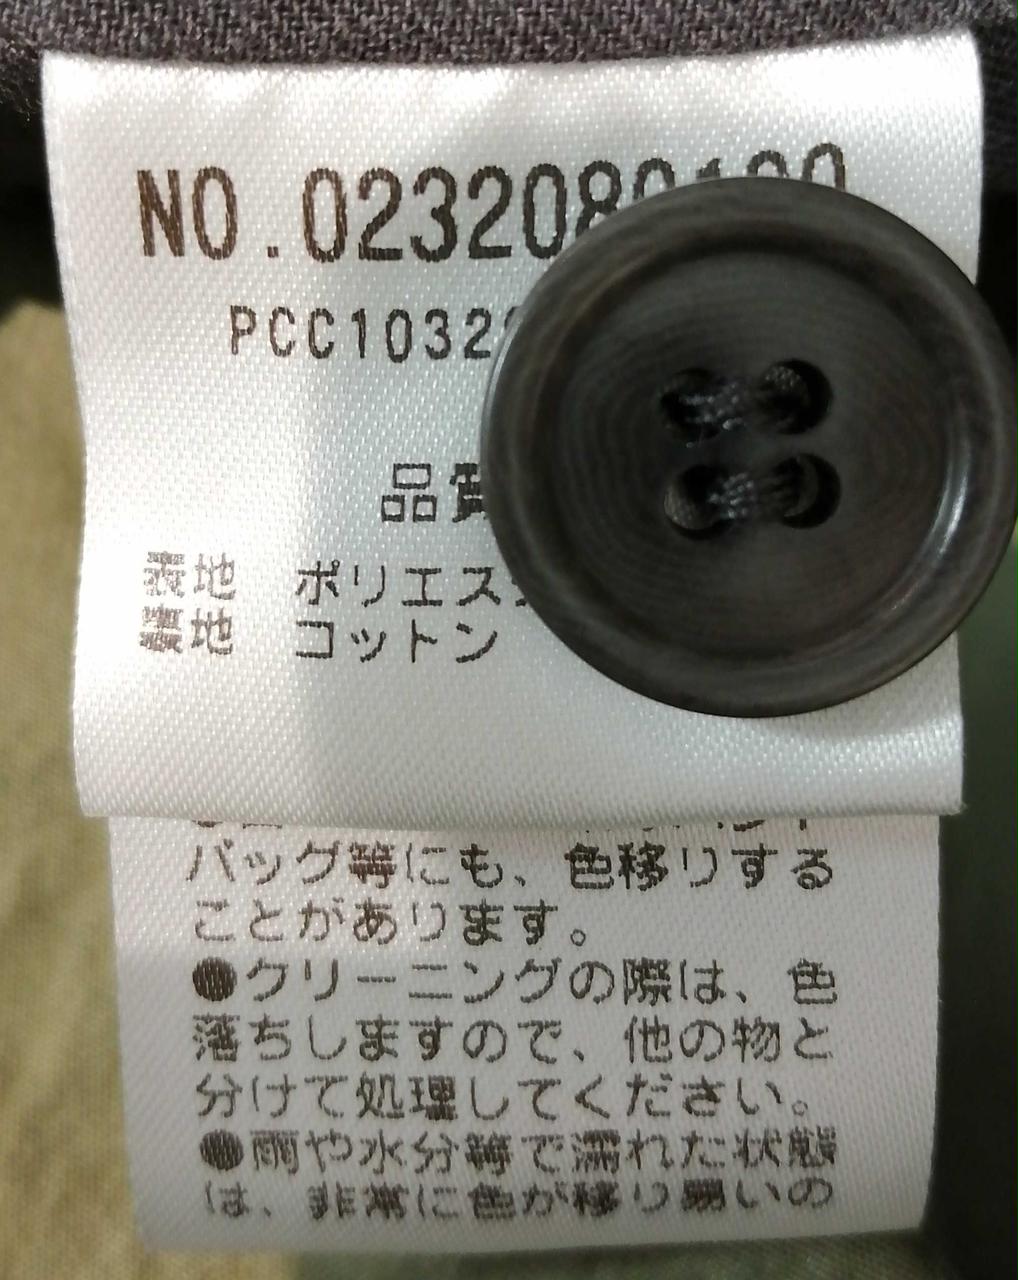 NO.0232080100
PCC1032
品質
表地 ポリエス
裏地 コットン
バッグ等にも、色移りする
ことがあります。
●クリーニングの際は、色
落ちしますので、他の物と
分けて処理してください。
●雨や水分等で濡れた状態
は、非常に色が移り易いの